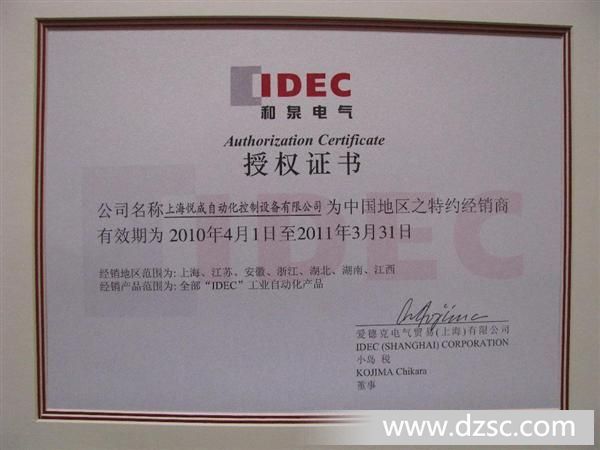 IDEC
和泉电气
Authorization Certificate
授权证书
公司名称上海悦成自动化控制设备有限公司为中国地区之特约经销商
有效期为 2010年4月1日至2011年3月31日
经销地区范围为: 上海、江苏、安徽、浙江、湖北、湖南、江西
经销产品范围为: 全部“IDEC”工业自动化产品
爱德克电气贸易(上海)有限公司
IDEC (SHANGHAI) CORPORATION
小岛 税
KOJIMA Chikara
董事
www.dzsc.com